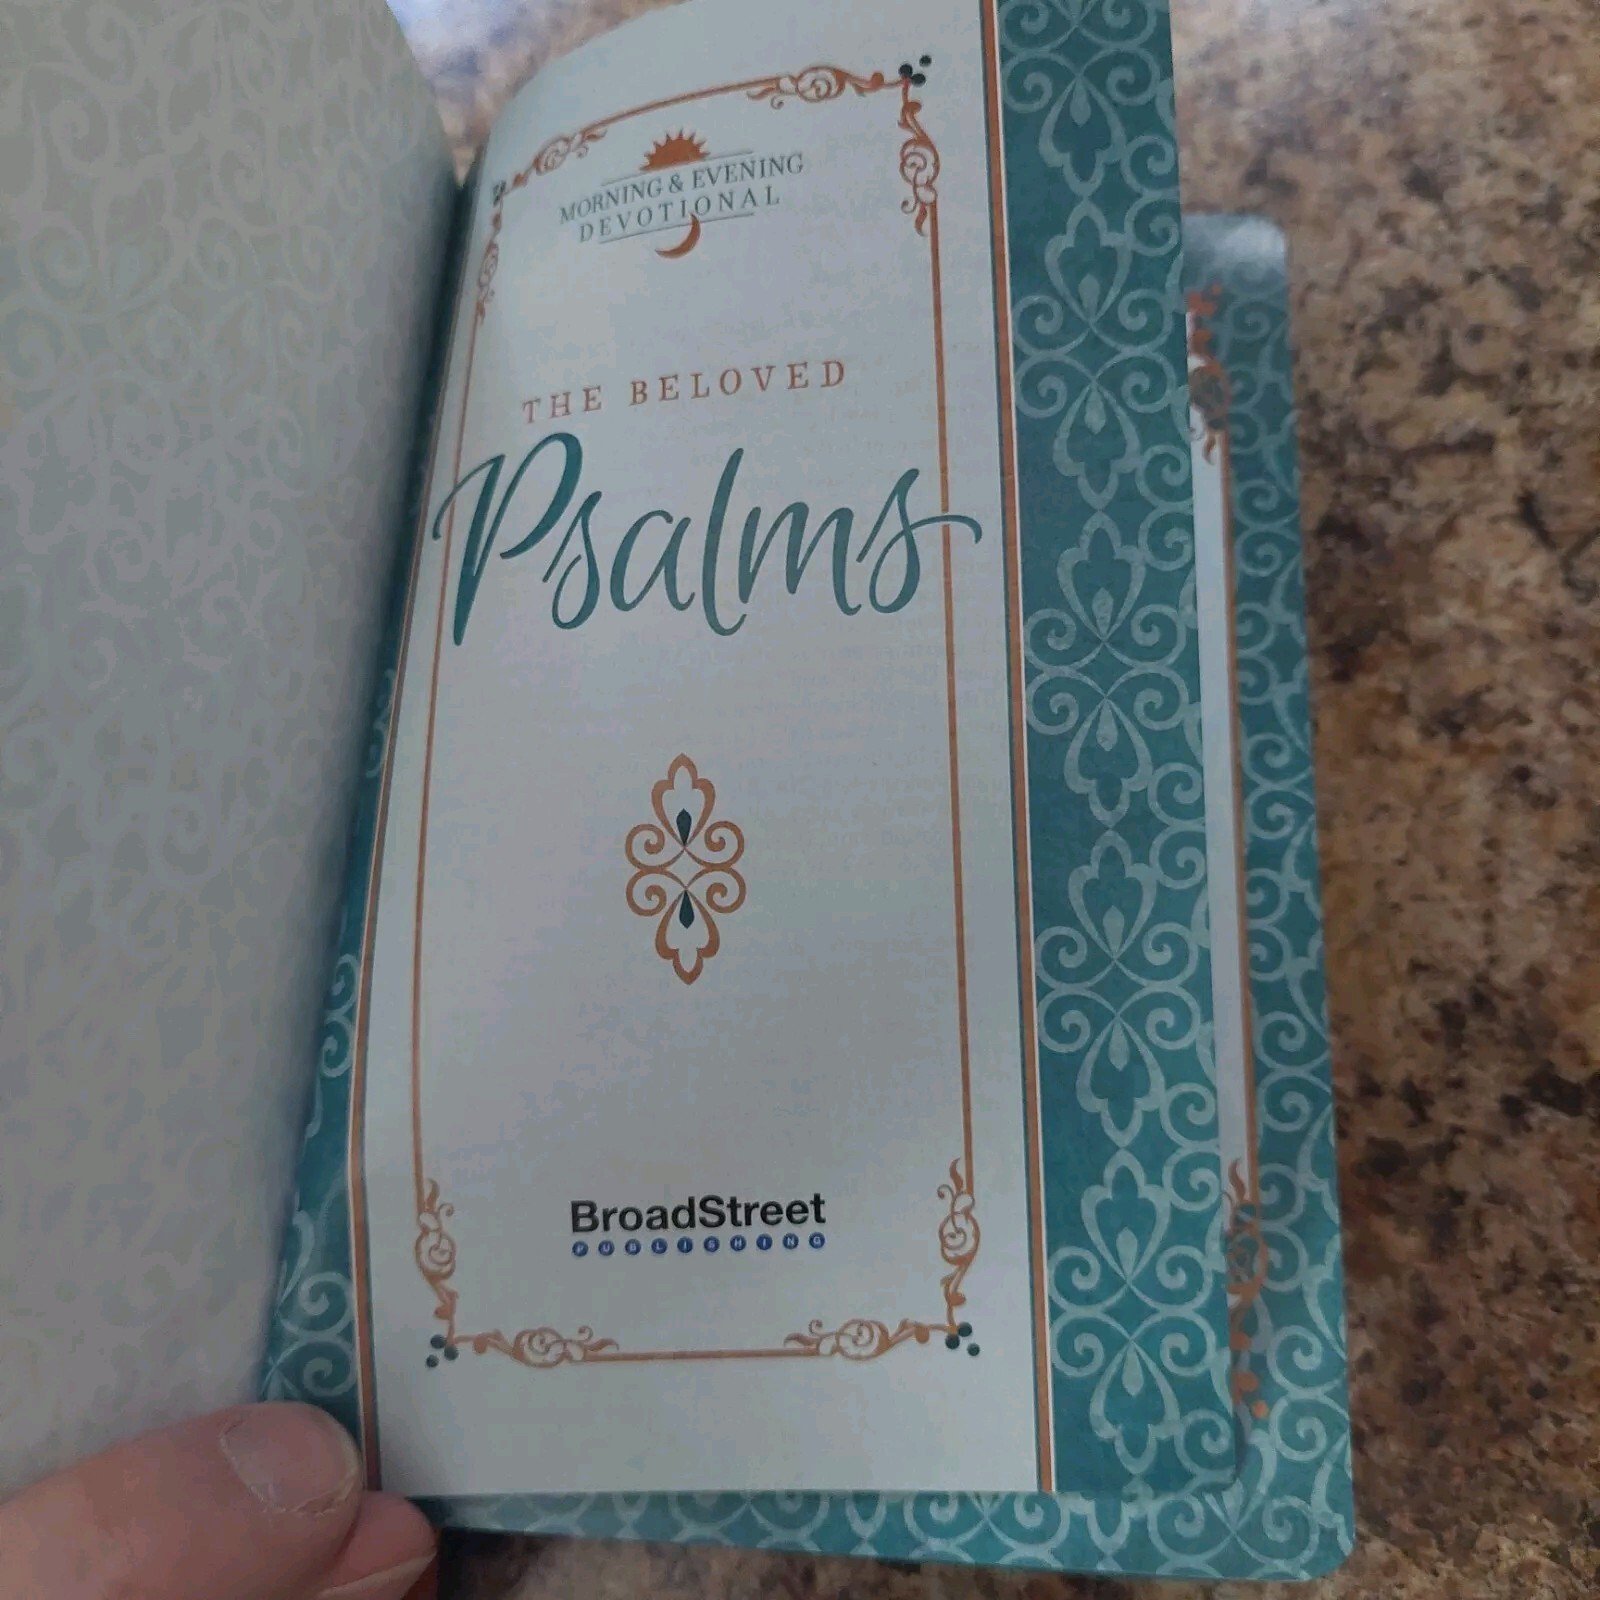 MORNING & EVENING
DEVOTIONAL
THE BELOVED
Psalms
BroadStreet
PUBLISHING